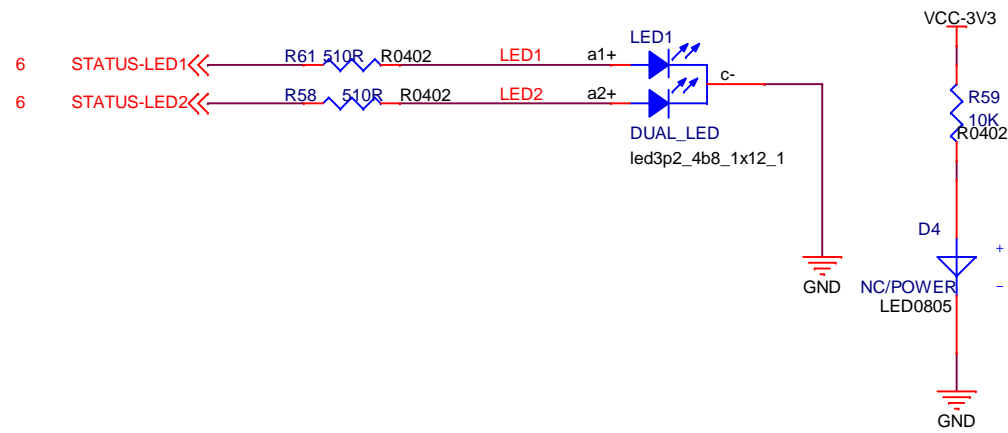 VCC-3V3
LED1
6 STATUS-LED1 R61 510R R0402 LED1 a1+
c-
6 STATUS-LED2 R58 510R R0402 LED2 a2+
R59
10K
R0402
DUAL_LED
led3p2_4b8_1x12_1
D4
+
GND
NC/POWER
-
LED0805
GND